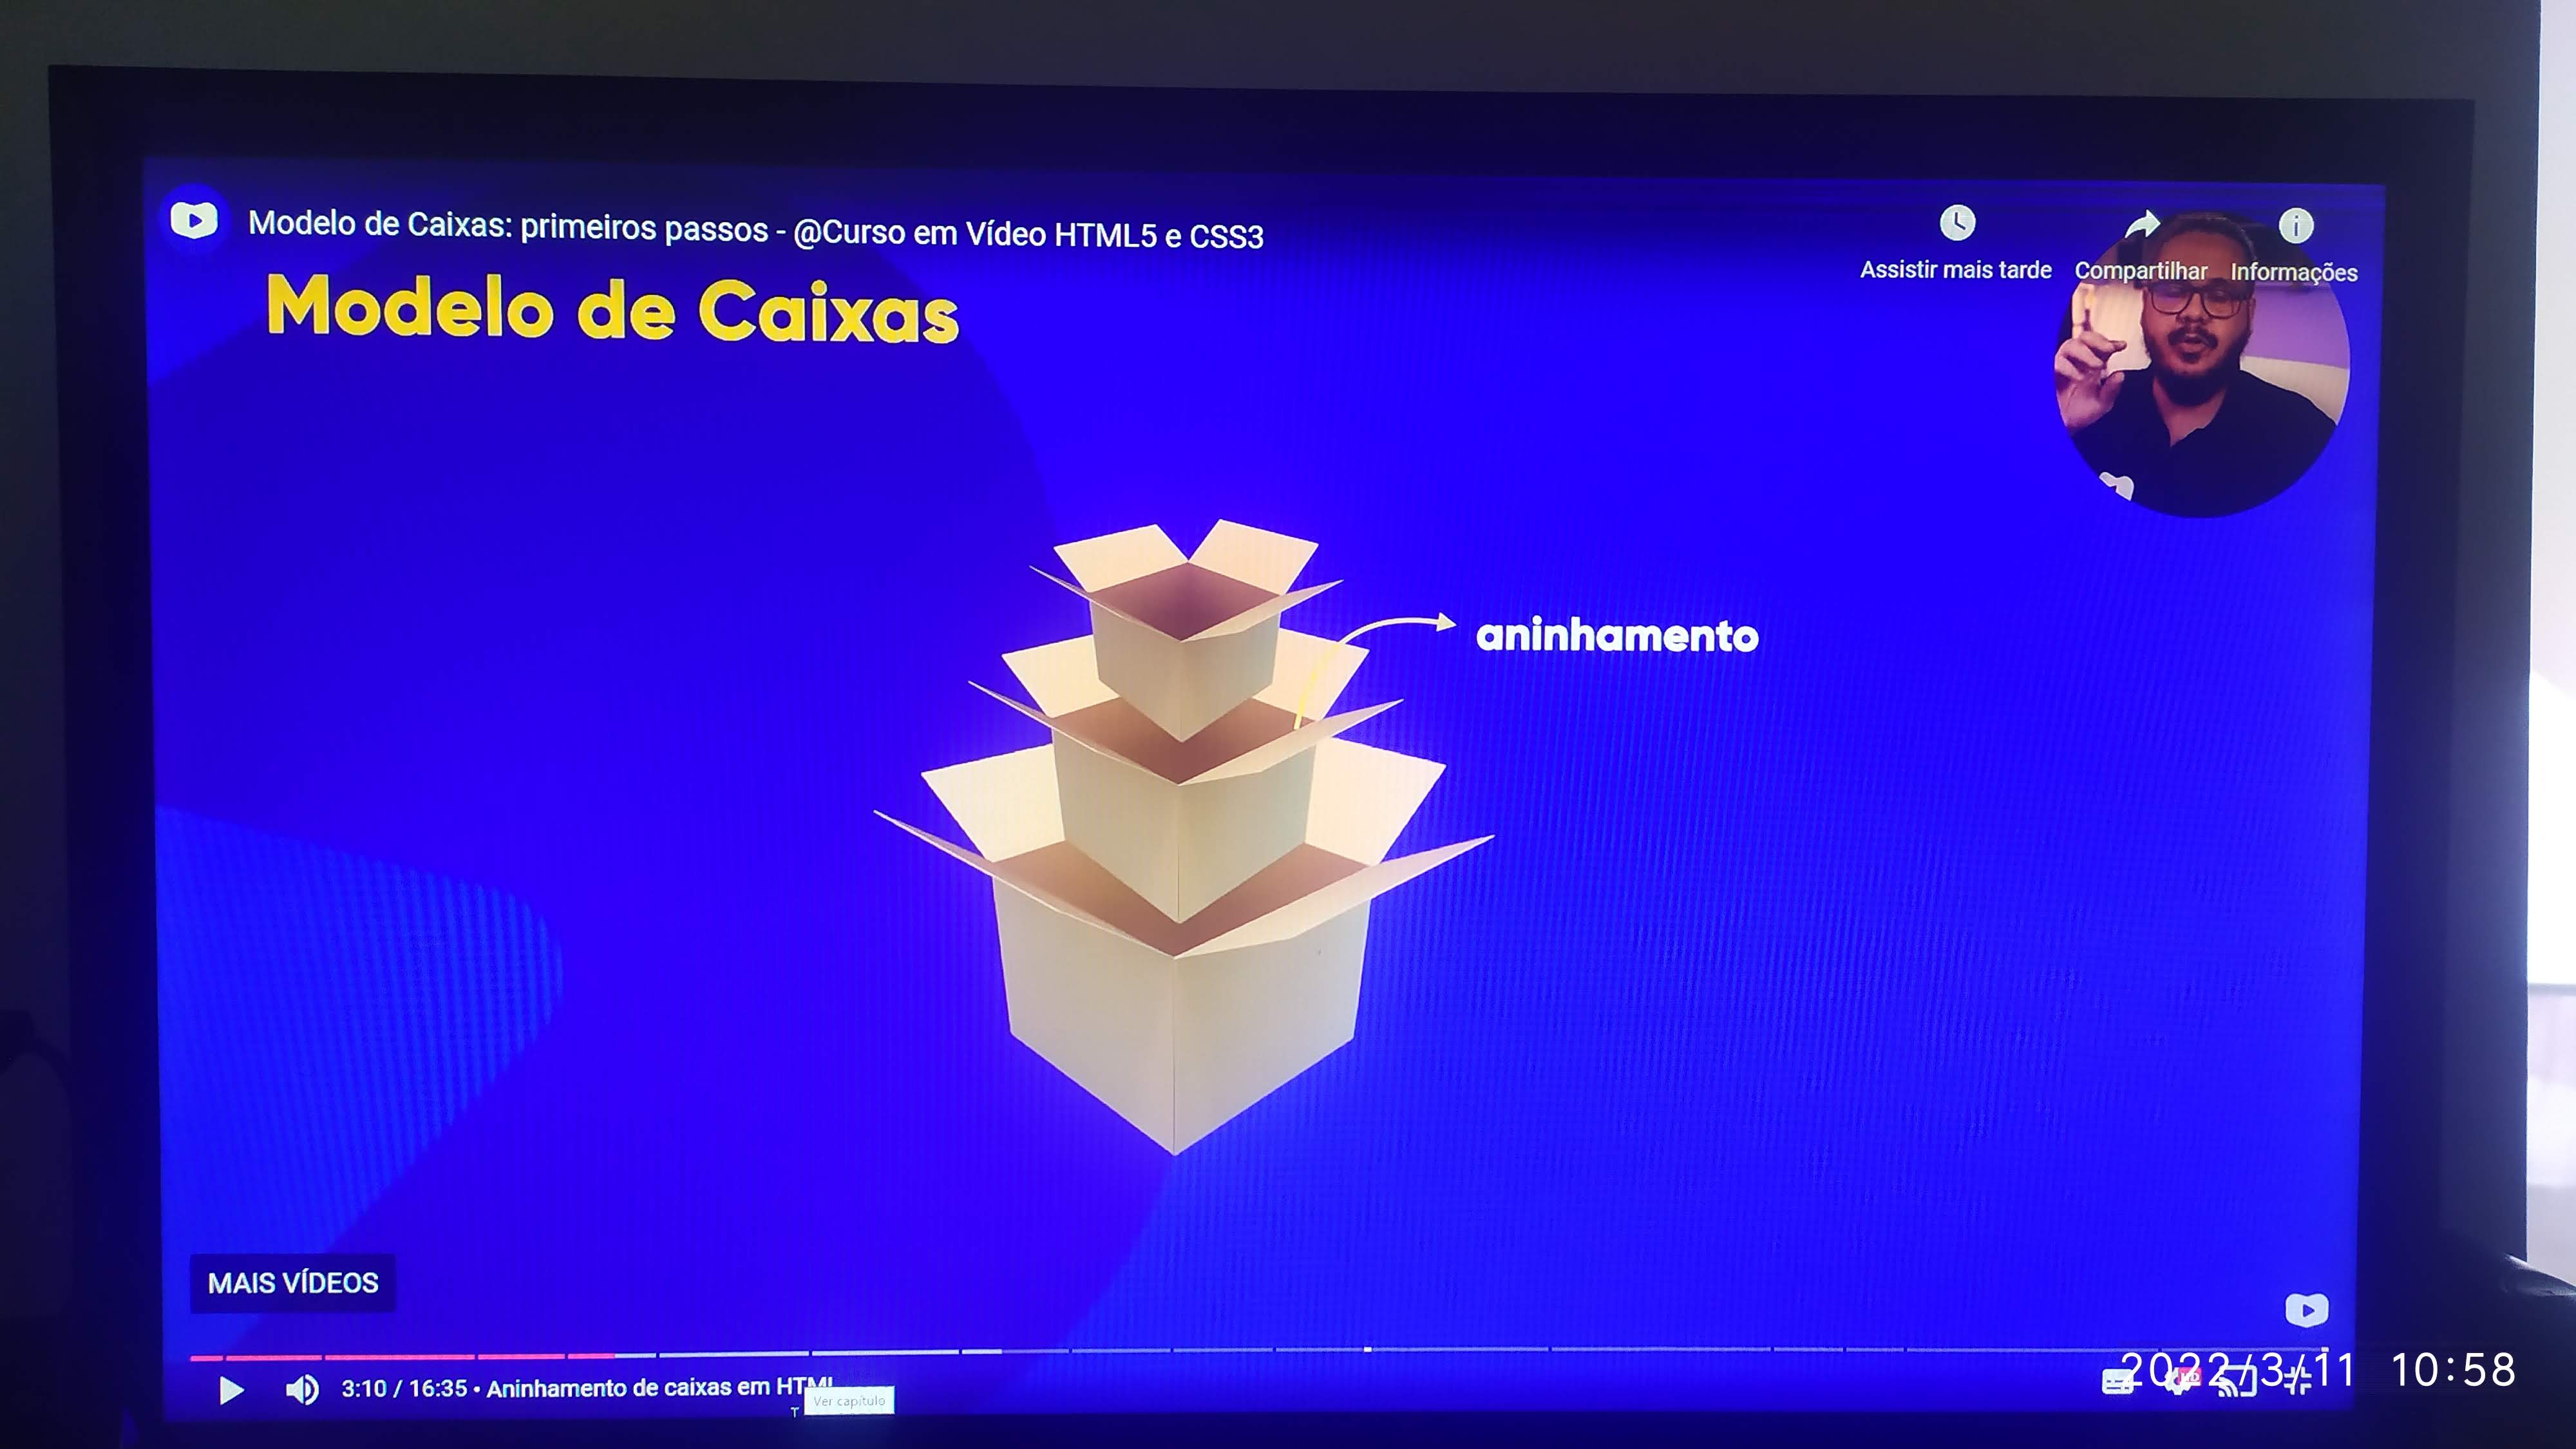 Modelo de Caixas: primeiros passos - @Curso em Vídeo HTML5 e CSS3
Assistir mais tarde
Compartilhar
Informações
Modelo de Caixas
aninhamento
MAIS VÍDEOS
3:10 / 16:35 • Aninhamento de caixas em HTML
Ver capítulo
HD
2022/3/11 10:58